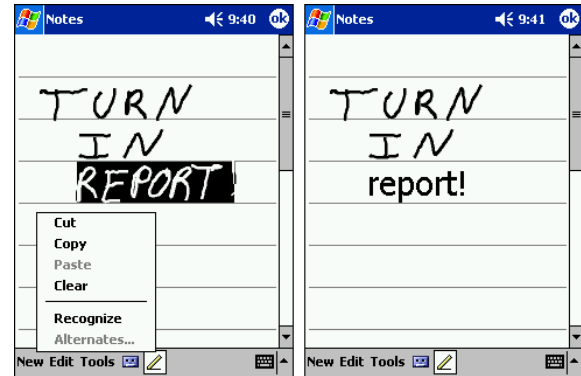 Notes 9:40 ok
TURN
IN
REPORT!
Cut
Copy
Paste
Clear
Recognize
Alternates...
New Edit Tools
Notes 9:41 ok
TURN
IN
report!
New Edit Tools